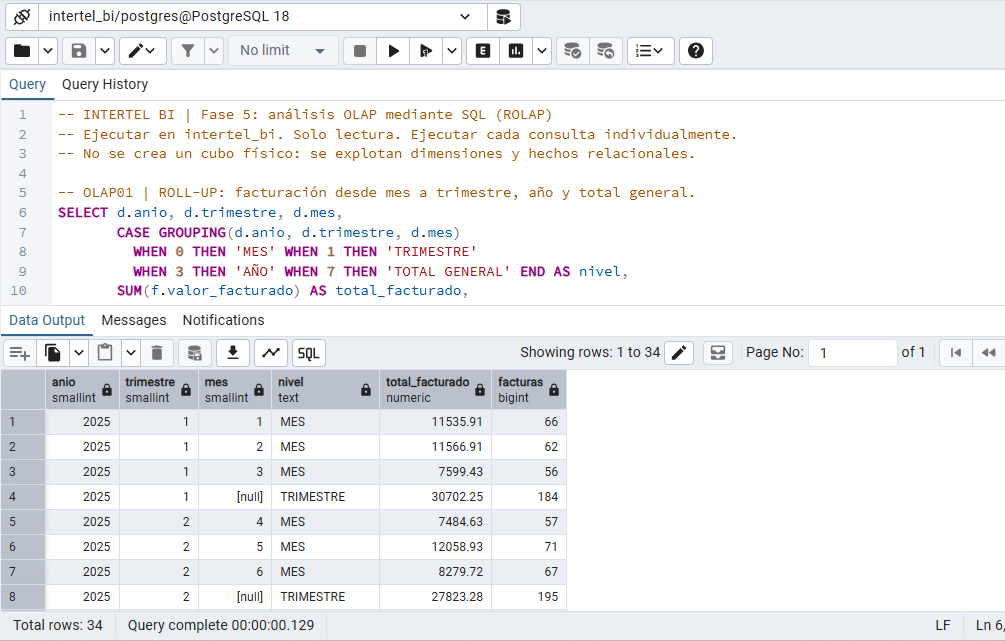 intertel_bi/postgres@PostgreSQL 18
No limit
E
Query Query History
1 -- INTERTEL BI | Fase 5: análisis OLAP mediante SQL (ROLAP)
2 -- Ejecutar en intertel_bi. Solo lectura. Ejecutar cada consulta individualmente.
3 -- No se crea un cubo físico: se explotan dimensiones y hechos relacionales.
4
5 -- OLAP01 | ROLL-UP: facturación desde mes a trimestre, año y total general.
6 SELECT d.anio, d.trimestre, d.mes,
7 CASE GROUPING(d.anio, d.trimestre, d.mes)
8 WHEN 0 THEN 'MES' WHEN 1 THEN 'TRIMESTRE'
9 WHEN 3 THEN 'AÑO' WHEN 7 THEN 'TOTAL GENERAL' END AS nivel,
10 SUM(f.valor_facturado) AS total_facturado,
Data Output Messages Notifications
SQL Showing rows: 1 to 34 Page No: 1 of 1
anio trimestre mes nivel total_facturado facturas
smallint smallint smallint text numeric bigint
1 2025 1 1 MES 11535.91 66
2 2025 1 2 MES 11566.91 62
3 2025 1 3 MES 7599.43 56
4 2025 1 [null] TRIMESTRE 30702.25 184
5 2025 2 4 MES 7484.63 57
6 2025 2 5 MES 12058.93 71
7 2025 2 6 MES 8279.72 67
8 2025 2 [null] TRIMESTRE 27823.28 195
Total rows: 34 Query complete 00:00:00.129 LF Ln 6,